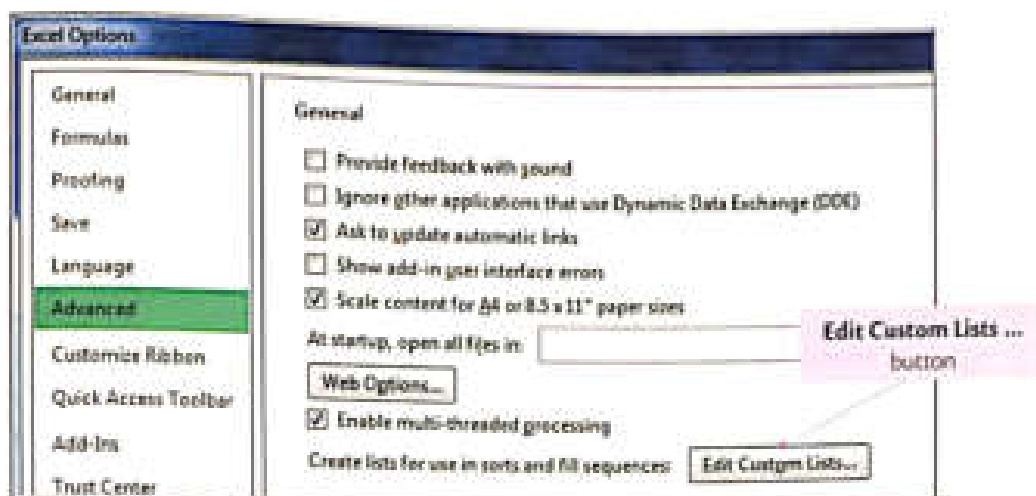 Excel Options
General
Formulas
Proofing
Save
Language
Advanced
Customize Ribbon
Quick Access Toolbar
Add-Ins
Trust Center
General
Provide feedback with sound
Ignore other applications that use Dynamic Data Exchange (DDE)
Ask to update automatic links
Show add-in user interface errors
Scale content for A4 or 8.5 x 11" paper sizes
At startup, open all files in:
Web Options...
Enable multi-threaded processing
Create lists for use in sorts and fill sequences: Edit Custom Lists...
Edit Custom Lists ...
button